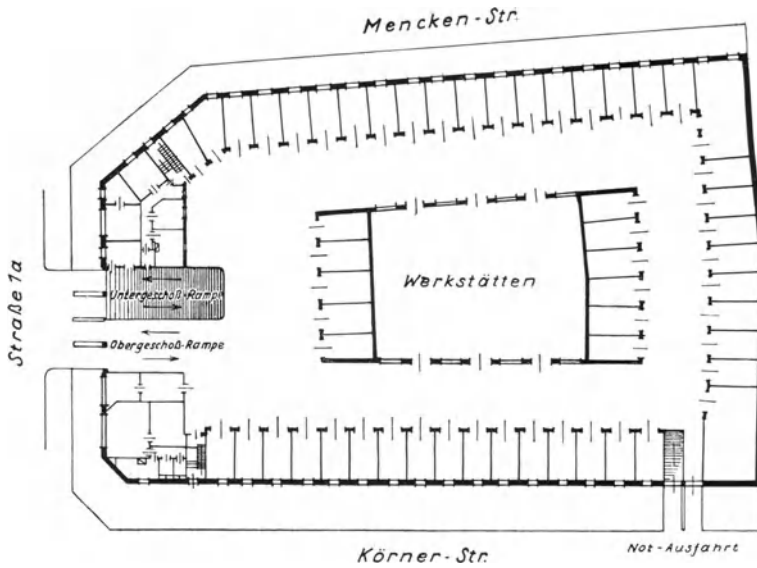 Mencken-Str.
Straße 1a
Untergeschoß-Rampe
Obergeschoß-Rampe
Werkstätten
Körner-Str.
Not-Ausfahrt